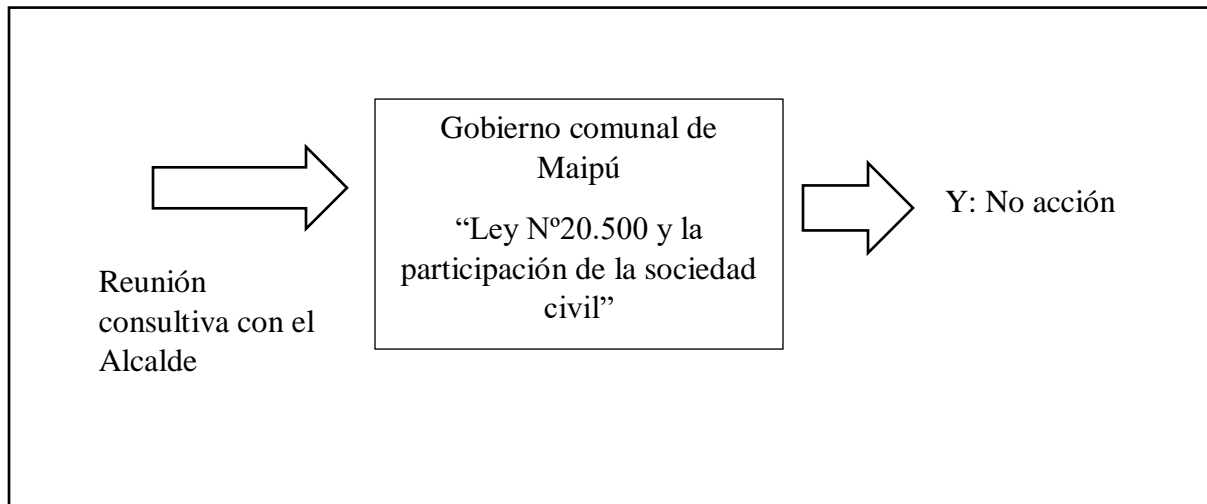 Reunión
consultiva con el
Alcalde
Gobierno comunal de
Maipú
“Ley Nº20.500 y la
participación de la sociedad
civil”
Y: No acción